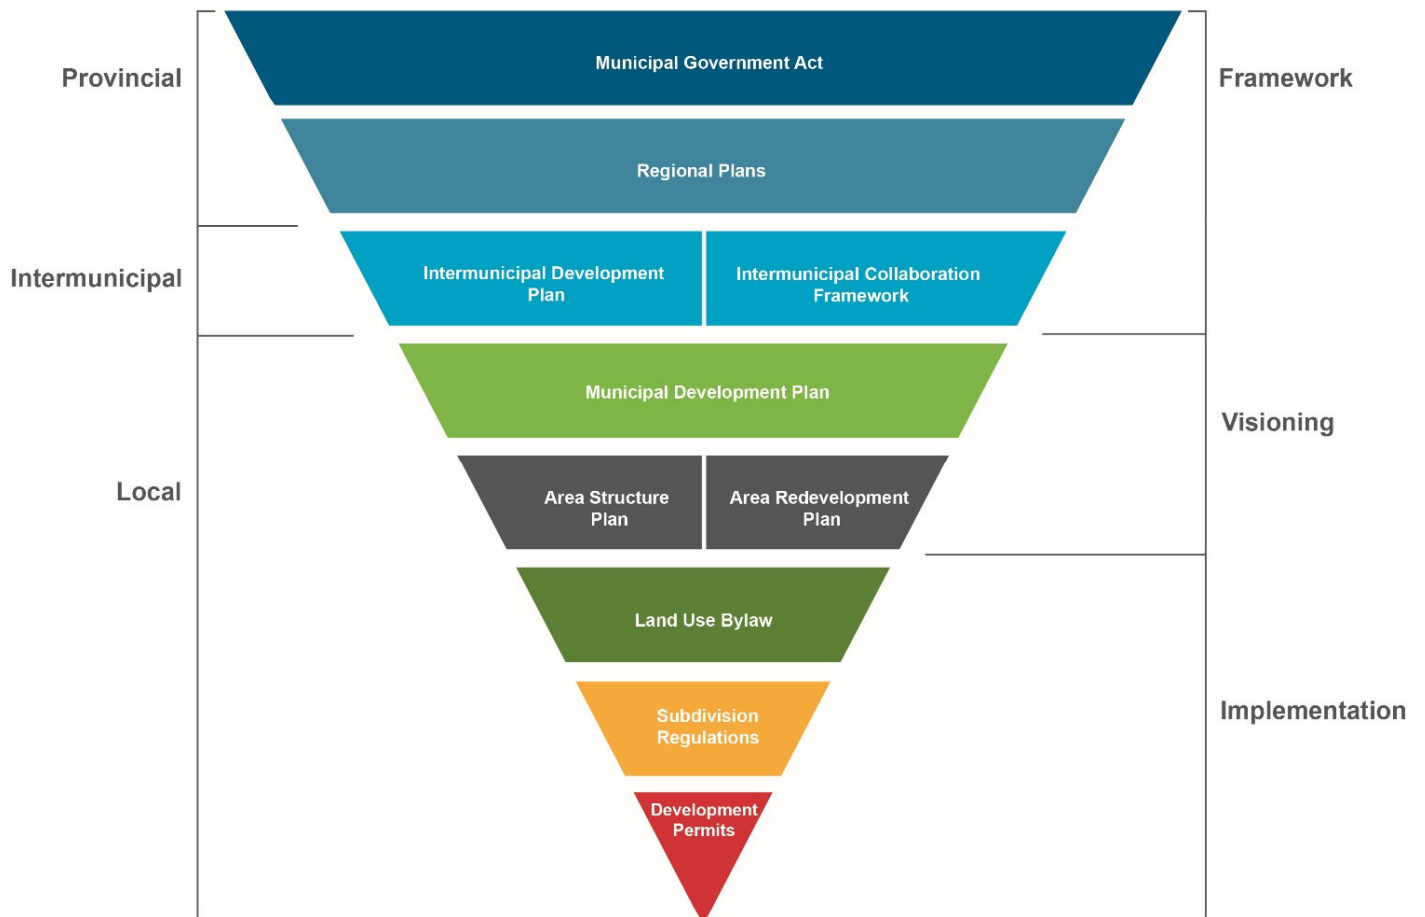 Municipal Government Act
Provincial
Framework
Regional Plans
Intermunicipal
Intermunicipal Development
Plan
Intermunicipal Collaboration
Framework
Municipal Development Plan
Visioning
Local
Area Structure
Plan
Area Redevelopment
Plan
Land Use Bylaw
Subdivision
Regulations
Implementation
Development
Permits